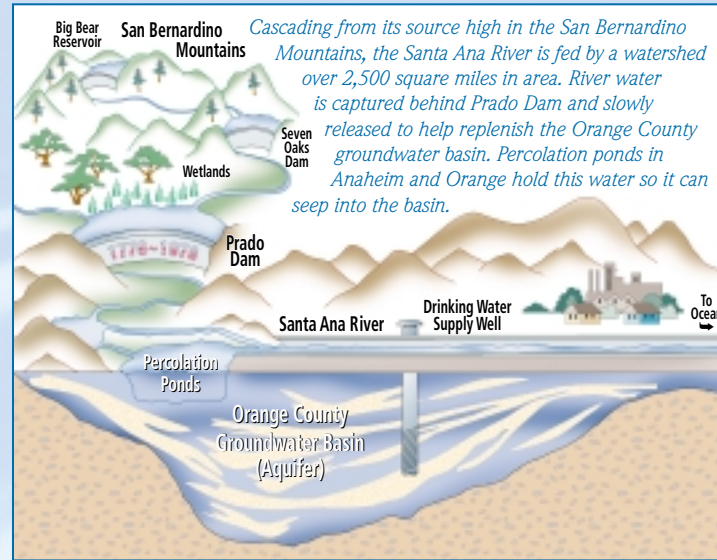 Big Bear
Reservoir
San Bernardino
Mountains
Cascading from its source high in the San Bernardino
Mountains, the Santa Ana River is fed by a watershed
over 2,500 square miles in area. River water
is captured behind Prado Dam and slowly
released to help replenish the Orange County
groundwater basin. Percolation ponds in
Anaheim and Orange hold this water so it can
seep into the basin.
Seven
Oaks
Dam
Wetlands
Prado
Dam
Santa Ana River
Drinking Water
Supply Well
To
Ocean
Percolation
Ponds
Orange County
Groundwater Basin
(Aquifer)